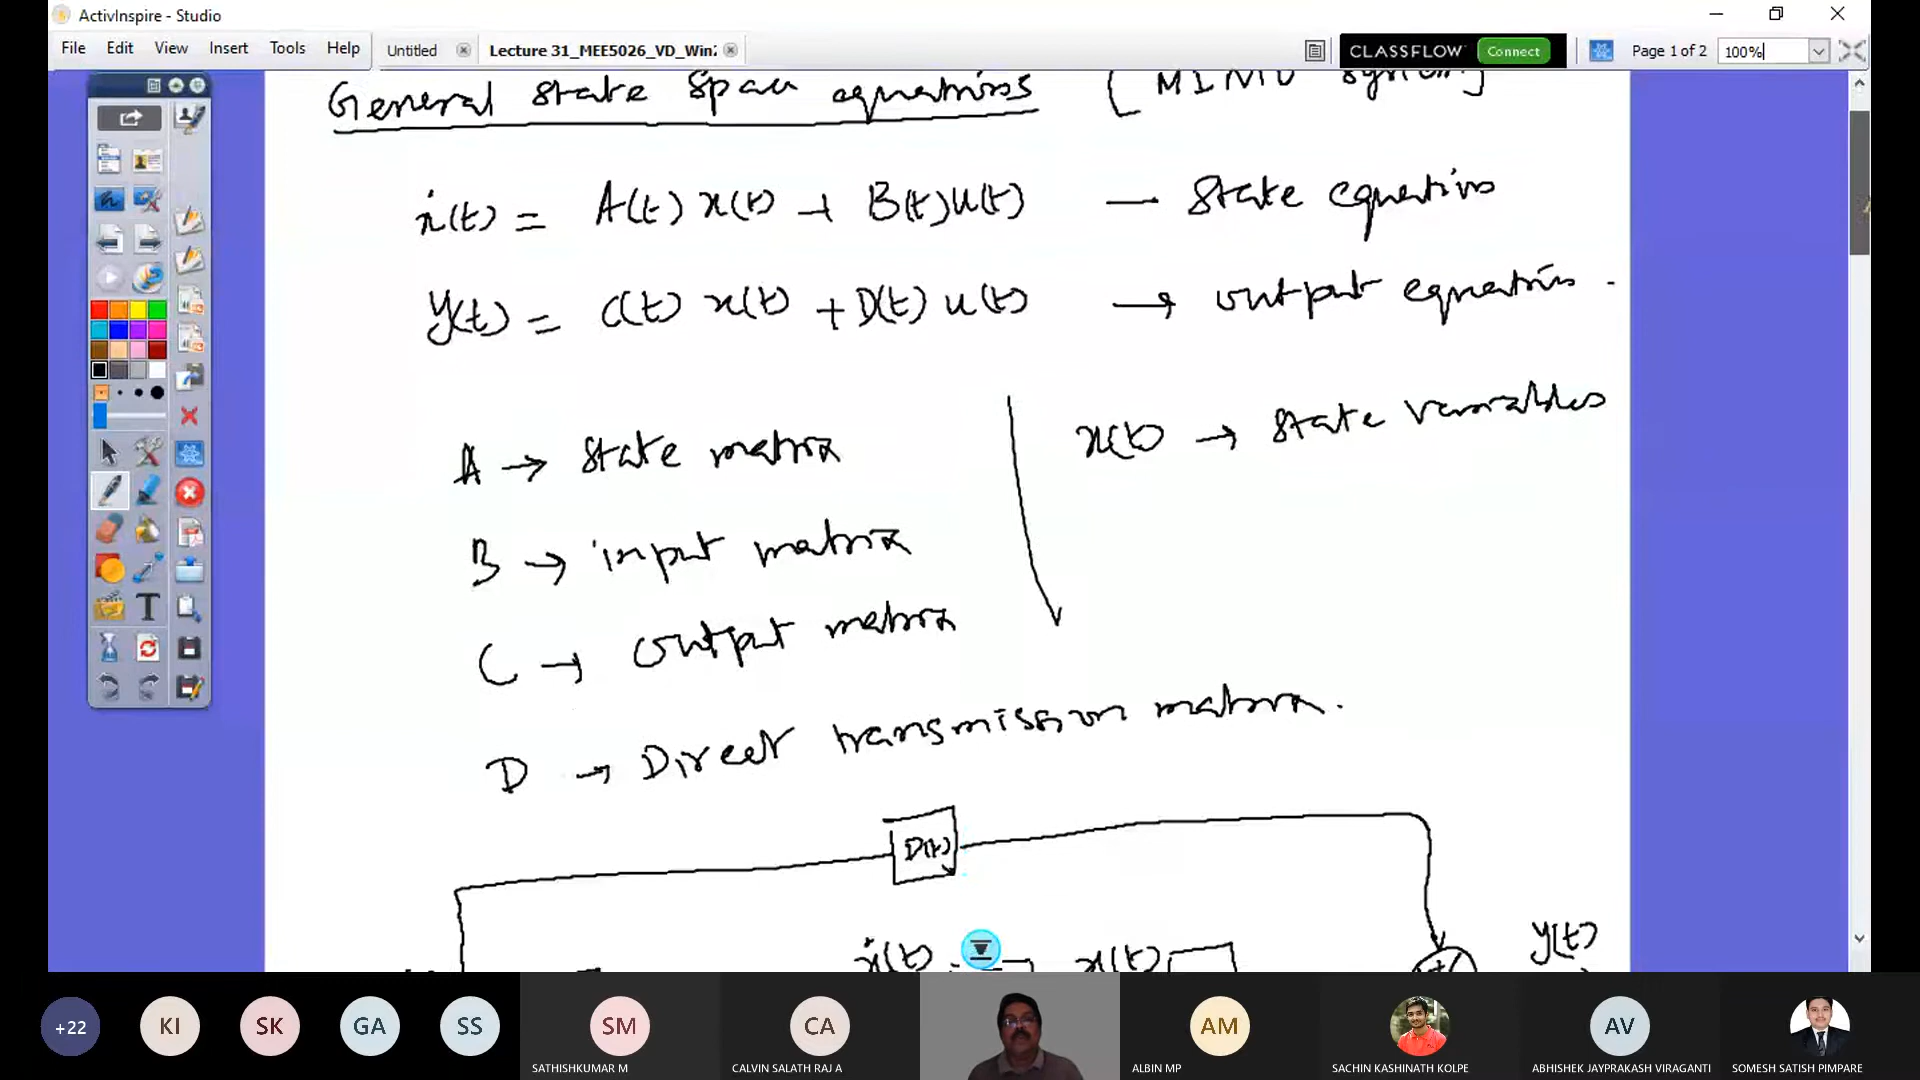 ActivInspire - Studio
File Edit View Insert Tools Help
Untitled
Lecture 31_MEE5026_VD_Win2
CLASSFLOW Connect
Page 1 of 2
100%
General state space equations [MIMO system]
ẋ(t) = A(t) x(t) + B(t)u(t) — State equation
y(t) = C(t) x(t) + D(t) u(t) → output equation.
A → state matrix
x(t) → state variables
B → input matrix
C → output matrix
D → Direct transmission matrix.
D(t)
ẋ(t) x(t) y(t)
+22 KI SK GA SS SM CA AM AV
SATHISHKUMAR M CALVIN SALATH RAJ A ALBIN MP SACHIN KASHINATH KOLPE ABHISHEK JAYPRAKASH VIRAGANTI SOMESH SATISH PIMPARE